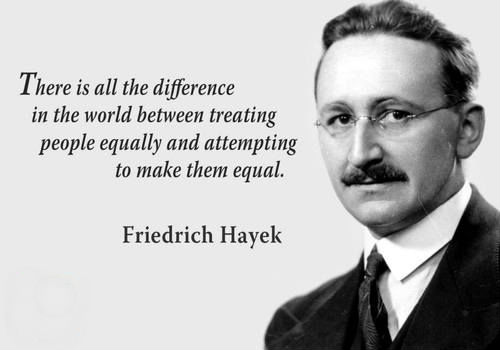 There is all the difference
in the world between treating
people equally and attempting
to make them equal.
Friedrich Hayek